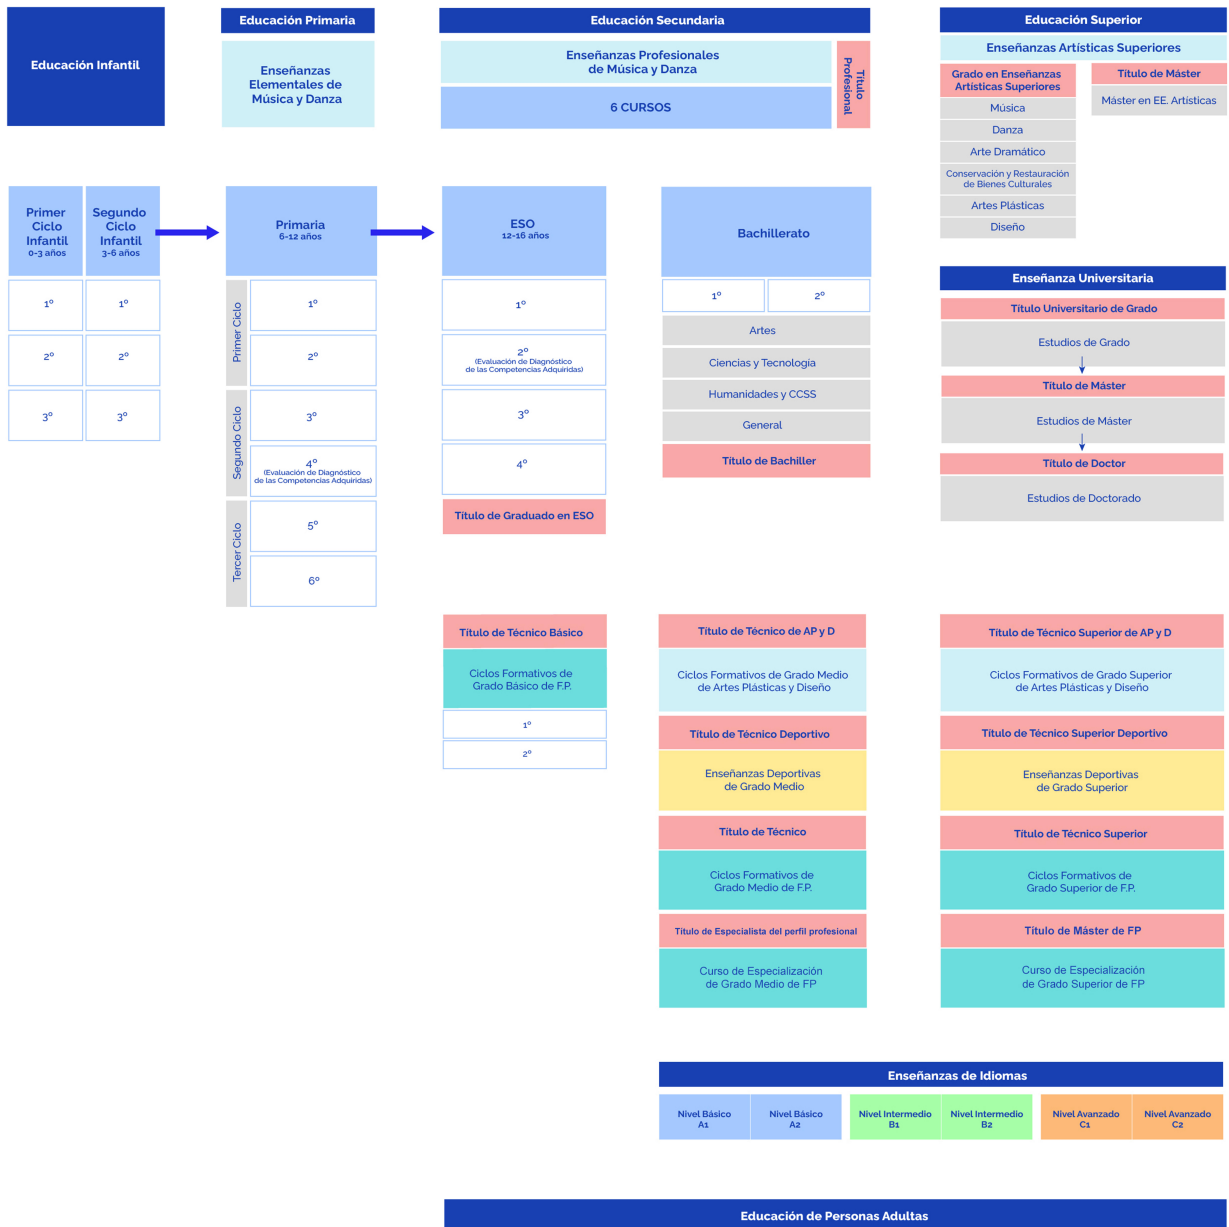 Educación Infantil
Educación Primaria
Enseñanzas
Elementales de
Música y Danza
Educación Secundaria
Enseñanzas Profesionales
de Música y Danza
6 CURSOS
Título
Profesional
Educación Superior
Enseñanzas Artísticas Superiores
Grado en Enseñanzas
Artísticas Superiores
Música
Danza
Arte Dramático
Conservación y Restauración
de Bienes Culturales
Artes Plásticas
Diseño
Título de Máster
Máster en EE. Artísticas
Primer
Ciclo
Infantil
0-3 años
1º
2º
3º
Segundo
Ciclo
Infantil
3-6 años
1º
2º
3º
Primaria
6-12 años
Primer Ciclo
1º
2º
Segundo Ciclo
3º
4º
(Evaluación de Diagnóstico
de las Competencias Adquiridas)
Tercer Ciclo
5º
6º
ESO
12-16 años
1º
2º
(Evaluación de Diagnóstico
de las Competencias Adquiridas)
3º
4º
Título de Graduado en ESO
Bachillerato
1º
2º
Artes
Ciencias y Tecnología
Humanidades y CCSS
General
Título de Bachiller
Enseñanza Universitaria
Título Universitario de Grado
Estudios de Grado
Título de Máster
Estudios de Máster
Título de Doctor
Estudios de Doctorado
Título de Técnico Básico
Ciclos Formativos de
Grado Básico de F.P.
1º
2º
Título de Técnico de AP y D
Ciclos Formativos de Grado Medio
de Artes Plásticas y Diseño
Título de Técnico Deportivo
Enseñanzas Deportivas
de Grado Medio
Título de Técnico
Ciclos Formativos de
Grado Medio de F.P.
Título de Especialista del perfil profesional
Curso de Especialización
de Grado Medio de FP
Título de Técnico Superior de AP y D
Ciclos Formativos de Grado Superior
de Artes Plásticas y Diseño
Título de Técnico Superior Deportivo
Enseñanzas Deportivas
de Grado Superior
Título de Técnico Superior
Ciclos Formativos de
Grado Superior de F.P.
Título de Máster de FP
Curso de Especialización
de Grado Superior de FP
Enseñanzas de Idiomas
Nivel Básico
A1
Nivel Básico
A2
Nivel Intermedio
B1
Nivel Intermedio
B2
Nivel Avanzado
C1
Nivel Avanzado
C2
Educación de Personas Adultas